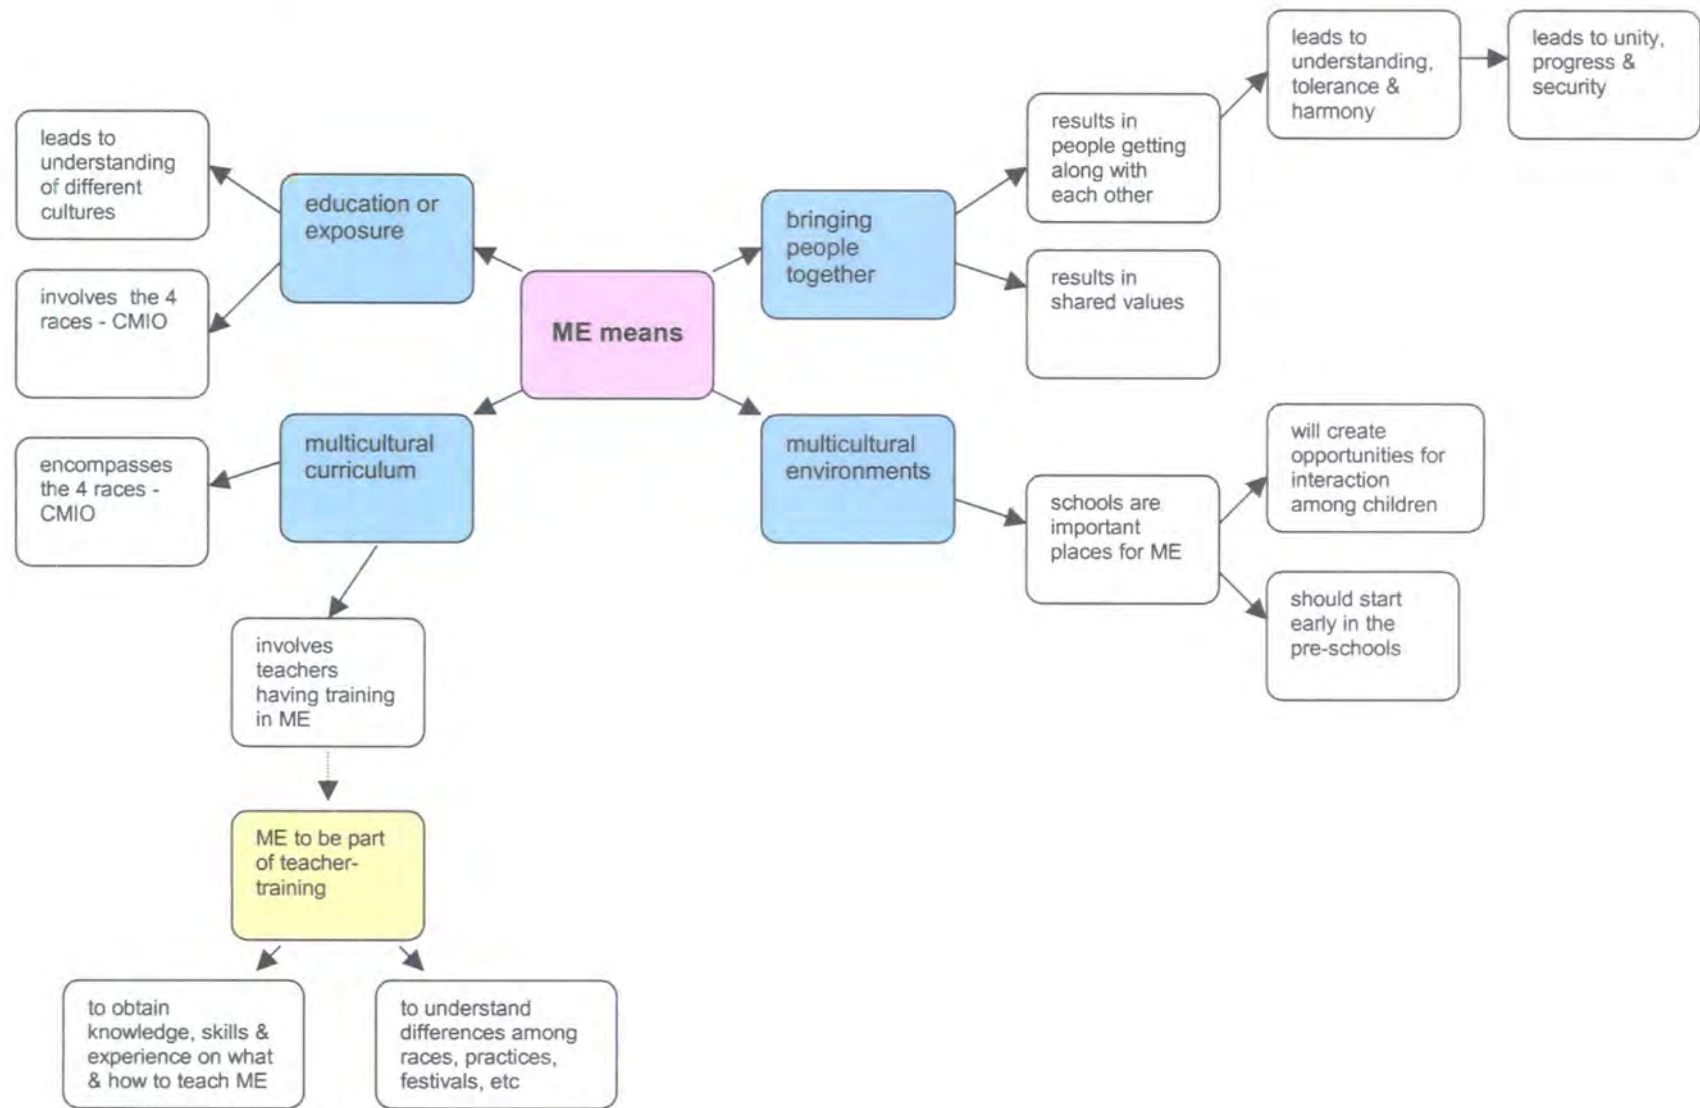 ME means
education or
exposure
leads to
understanding
of different
cultures
involves the 4
races - CMIO
multicultural
curriculum
encompasses
the 4 races -
CMIO
involves
teachers
having training
in ME
ME to be part
of teacher-
training
to obtain
knowledge, skills &
experience on what
& how to teach ME
to understand
differences among
races, practices,
festivals, etc
bringing
people
together
results in
people getting
along with
each other
leads to
understanding,
tolerance &
harmony
leads to unity,
progress &
security
results in
shared values
multicultural
environments
schools are
important
places for ME
will create
opportunities for
interaction
among children
should start
early in the
pre-schools